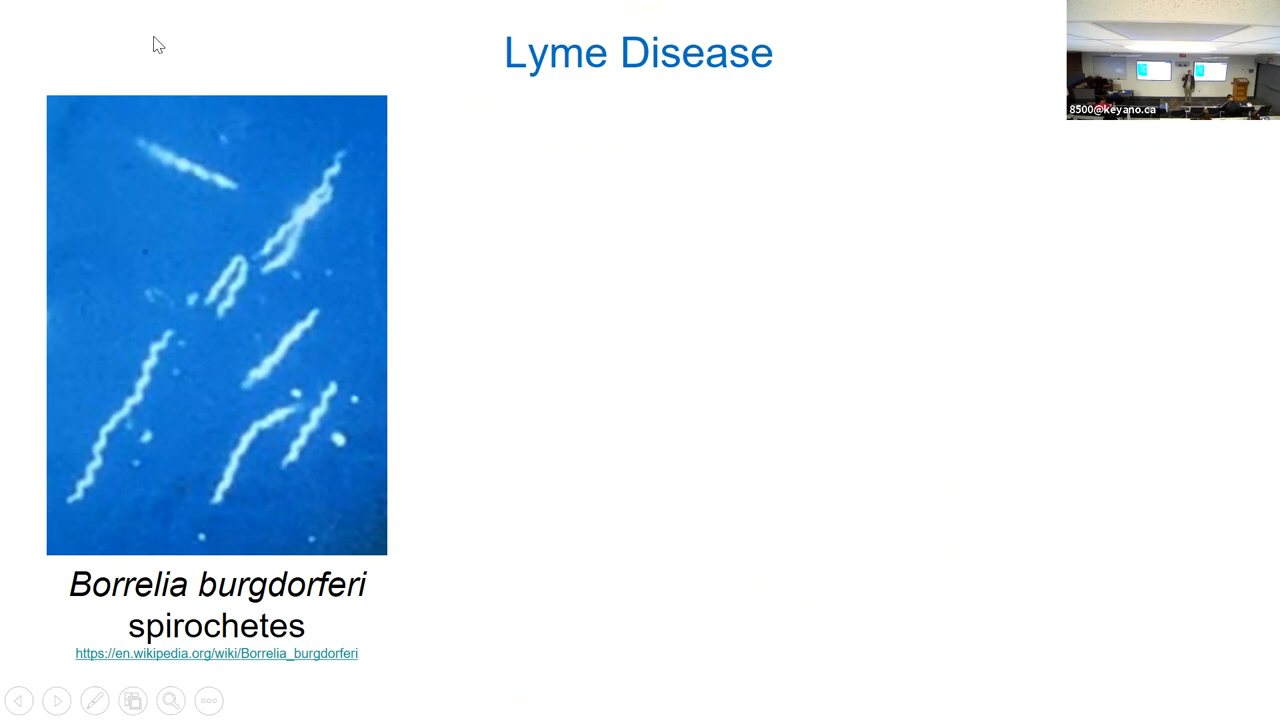 Lyme Disease
8500@keyano.ca
Borrelia burgdorferi
spirochetes
https://en.wikipedia.org/wiki/Borrelia_burgdorferi